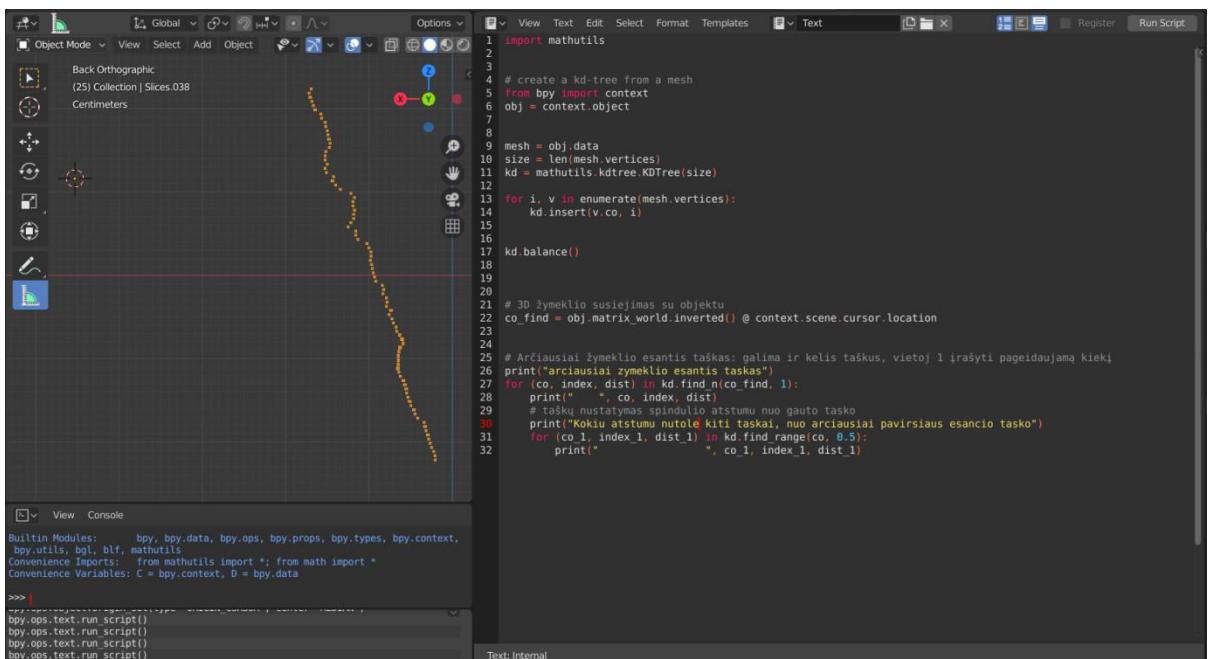 Global
Options
Object Mode View Select Add Object
Back Orthographic
(25) Collection | Slices.038
Centimeters
Z
X
Y
View Console
Builtin Modules: bpy, bpy.data, bpy.ops, bpy.props, bpy.types, bpy.context,
bpy.utils, bgl, blf, mathutils
Convenience Imports: from mathutils import *; from math import *
Convenience Variables: C = bpy.context, D = bpy.data
>>>
bpy.ops.text.run_script()
bpy.ops.text.run_script()
bpy.ops.text.run_script()
bpy.ops.text.run_script()
View Text Edit Select Format Templates Text Register Run Script
1 import mathutils
2
3
4 # create a kd-tree from a mesh
5 from bpy import context
6 obj = context.object
7
8
9 mesh = obj.data
10 size = len(mesh.vertices)
11 kd = mathutils.kdtree.KDTree(size)
12
13 for i, v in enumerate(mesh.vertices):
14 kd.insert(v.co, i)
15
16
17 kd.balance()
18
19
20
21 # 3D žymeklio susiejimas su objektu
22 co_find = obj.matrix_world.inverted() @ context.scene.cursor.location
23
24
25 # Arčiausiai žymeklio esantis taškas: galima ir kelis taškus, vietoj 1 įrašyti pageidaujamą kiekį
26 print("arciausiai zymeklio esantis taskas")
27 for (co, index, dist) in kd.find_n(co_find, 1):
28 print(" ", co, index, dist)
29 # taškų nustatymas spindulio atstumu nuo gauto tasko
30 print("Kokiu atstumu nutole kiti taskai, nuo arciausiai pavirsiaus esancio tasko")
31 for (co_1, index_1, dist_1) in kd.find_range(co, 0.5):
32 print(" ", co_1, index_1, dist_1)
Text: Internal